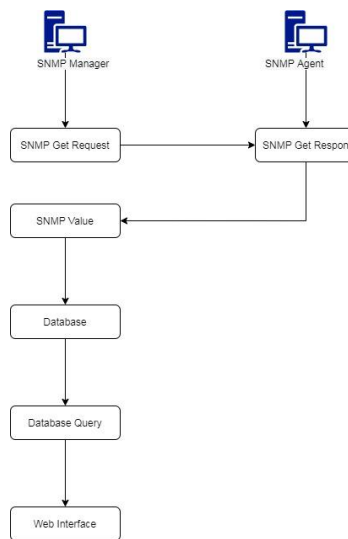 SNMP Manager
SNMP Agent
SNMP Get Request
SNMP Get Respon
SNMP Value
Database
Database Query
Web Interface